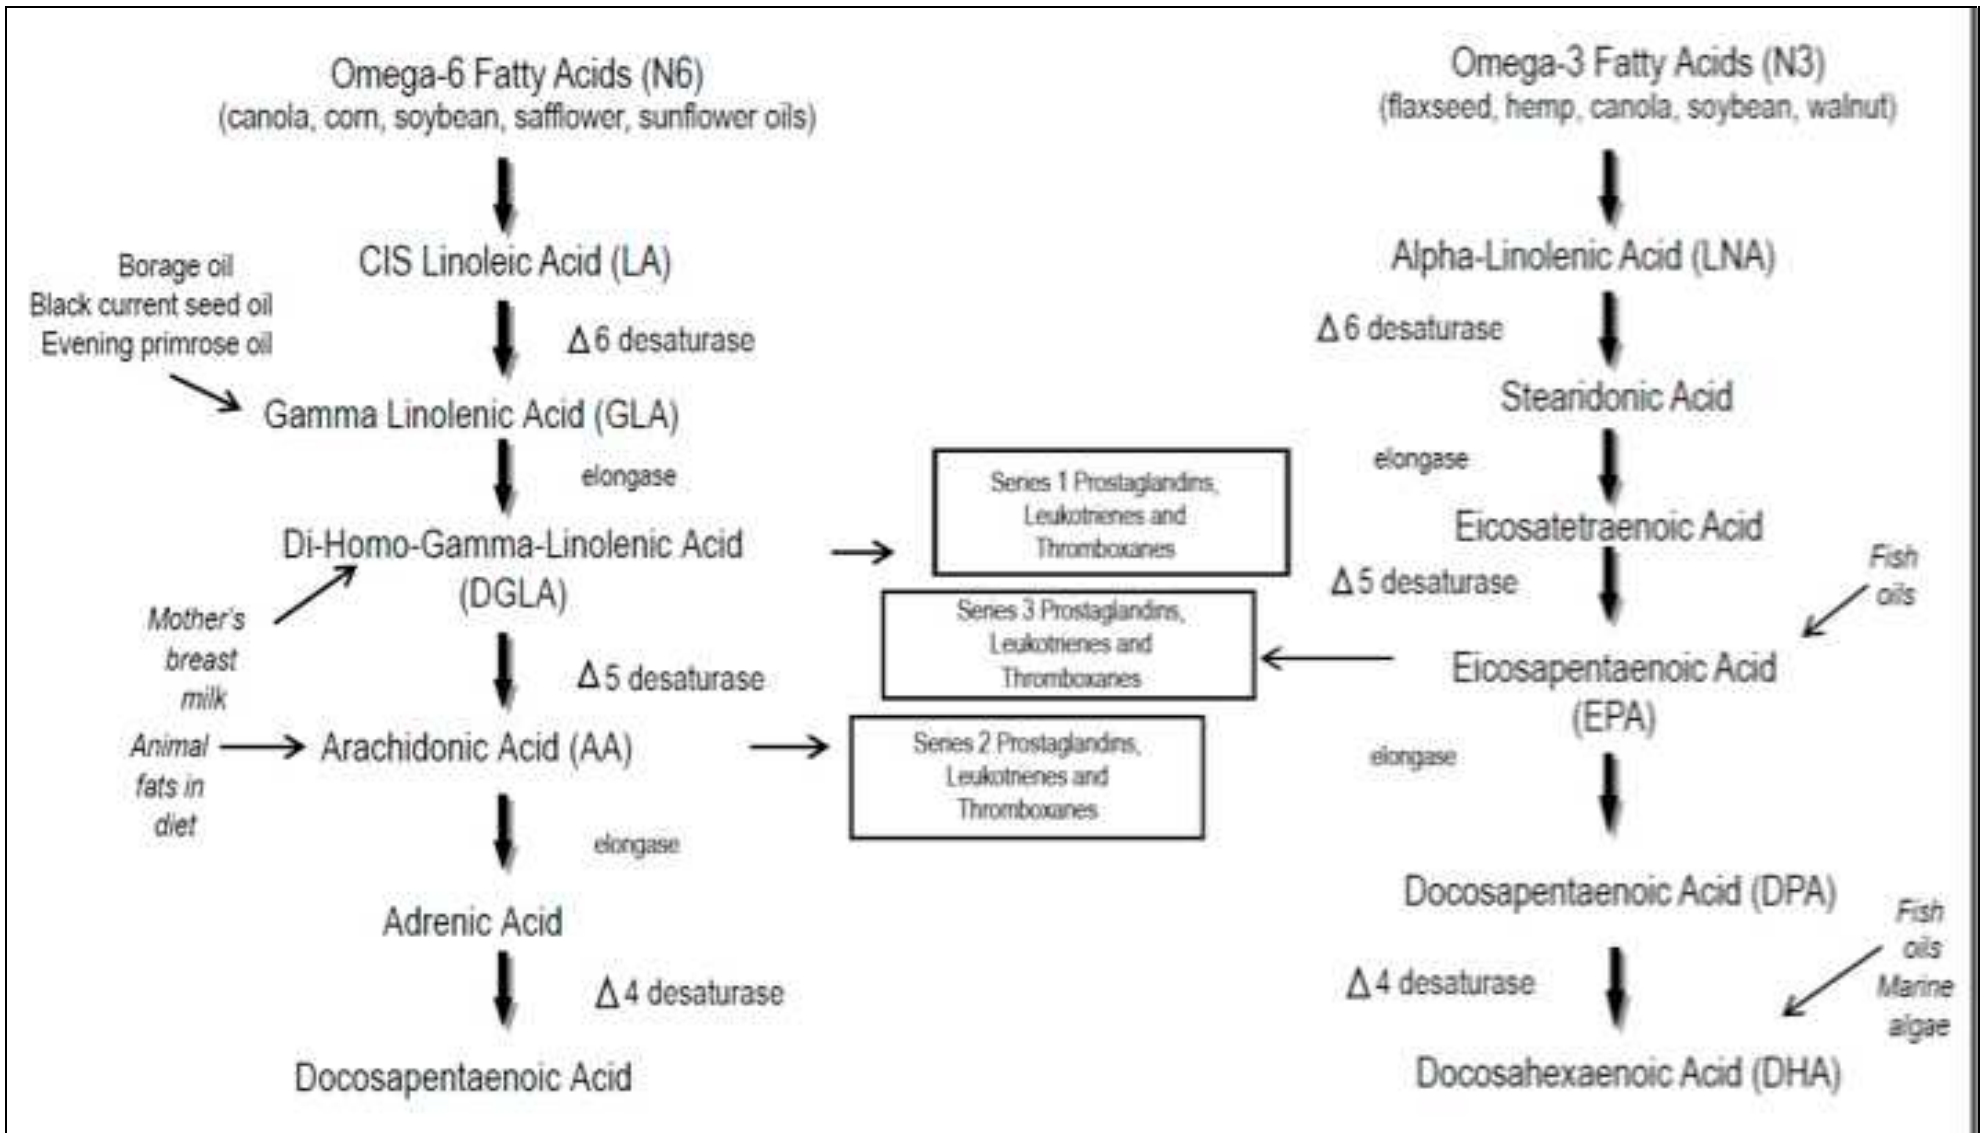 Omega-6 Fatty Acids (N6)
(canola, corn, soybean, safflower, sunflower oils)
CIS Linoleic Acid (LA)
Borage oil
Black current seed oil
Evening primrose oil
Δ6 desaturase
Gamma Linolenic Acid (GLA)
elongase
Di-Homo-Gamma-Linolenic Acid
(DGLA)
Mother's
breast
milk
Δ5 desaturase
Animal
fats in
diet
Arachidonic Acid (AA)
elongase
Adrenic Acid
Δ4 desaturase
Docosapentaenoic Acid
Series 1 Prostaglandins,
Leukotrienes and
Thromboxanes
Series 3 Prostaglandins,
Leukotrienes and
Thromboxanes
Series 2 Prostaglandins,
Leukotrienes and
Thromboxanes
Omega-3 Fatty Acids (N3)
(flaxseed, hemp, canola, soybean, walnut)
Alpha-Linolenic Acid (LNA)
Δ6 desaturase
Stearidonic Acid
elongase
Eicosatetraenoic Acid
Δ5 desaturase
Fish
oils
Eicosapentaenoic Acid
(EPA)
elongase
Docosapentaenoic Acid (DPA)
Fish
oils
Marine
algae
Δ4 desaturase
Docosahexaenoic Acid (DHA)